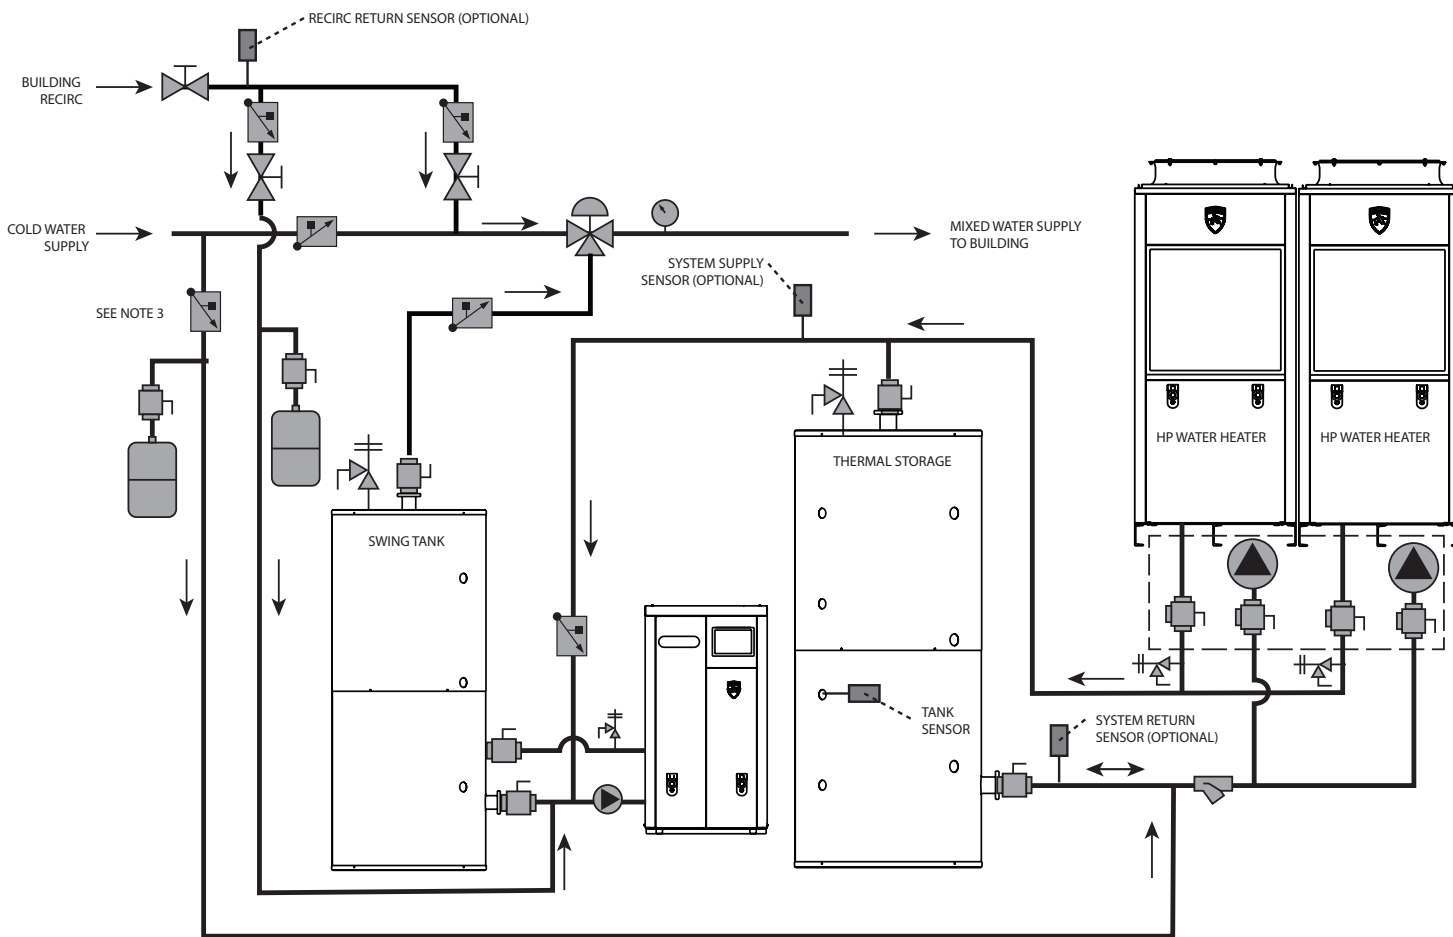 RECIRC RETURN SENSOR (OPTIONAL)
BUILDING
RECIRC
COLD WATER
SUPPLY
MIXED WATER SUPPLY
TO BUILDING
SYSTEM SUPPLY
SENSOR (OPTIONAL)
SEE NOTE 3
HP WATER HEATER
HP WATER HEATER
THERMAL STORAGE
SWING TANK
TANK
SENSOR
SYSTEM RETURN
SENSOR (OPTIONAL)